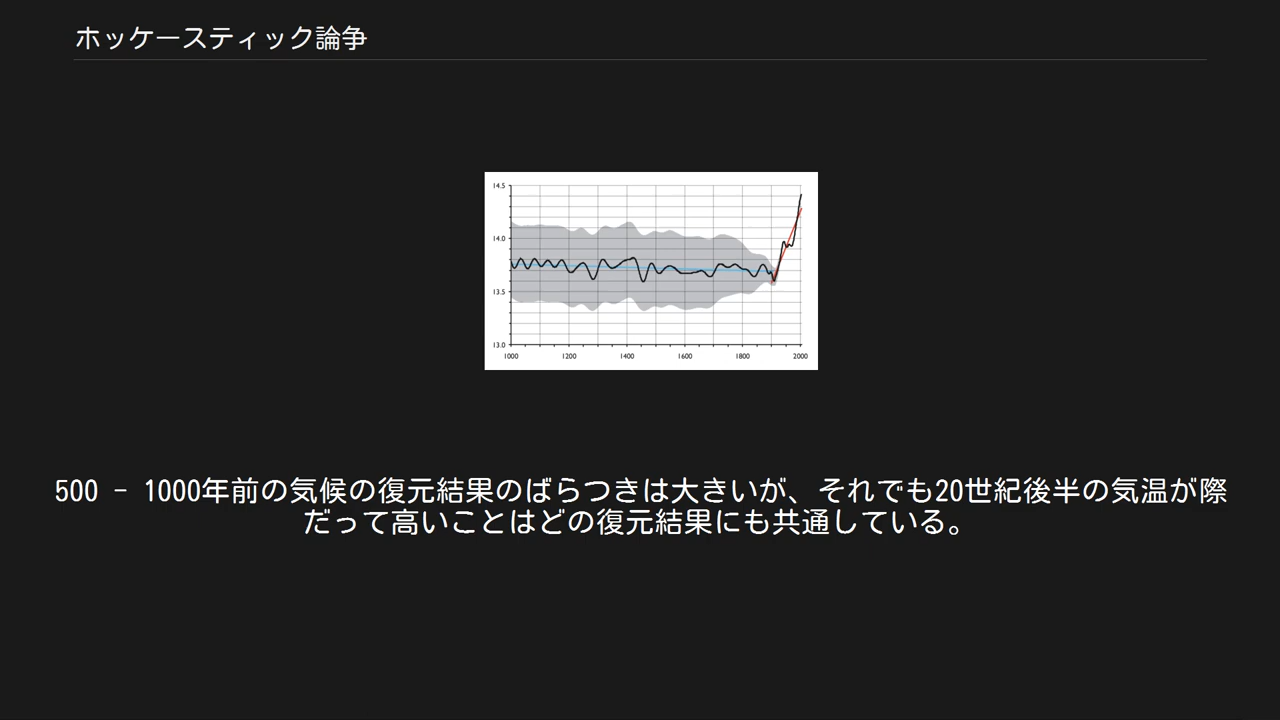 ホッケースティック論争
14.5
14.0
13.5
13.0
1000 1200 1400 1600 1800 2000
500 - 1000年前の気候の復元結果のばらつきは大きいが、それでも20世紀後半の気温が際
だって高いことはどの復元結果にも共通している。